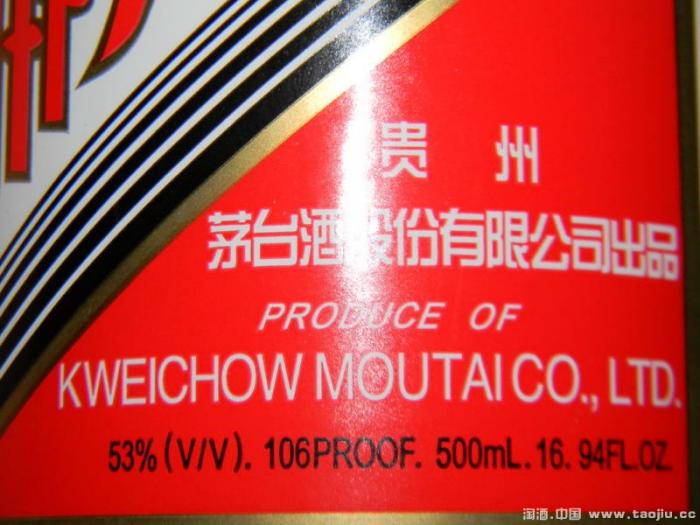 贵州
茅台酒股份有限公司出品
PRODUCE OF
KWEICHOW MOUTAI CO., LTD.
53% (V/V). 106PROOF. 500mL. 16. 94FL.OZ
淘酒.中国 www.taojiu.cc